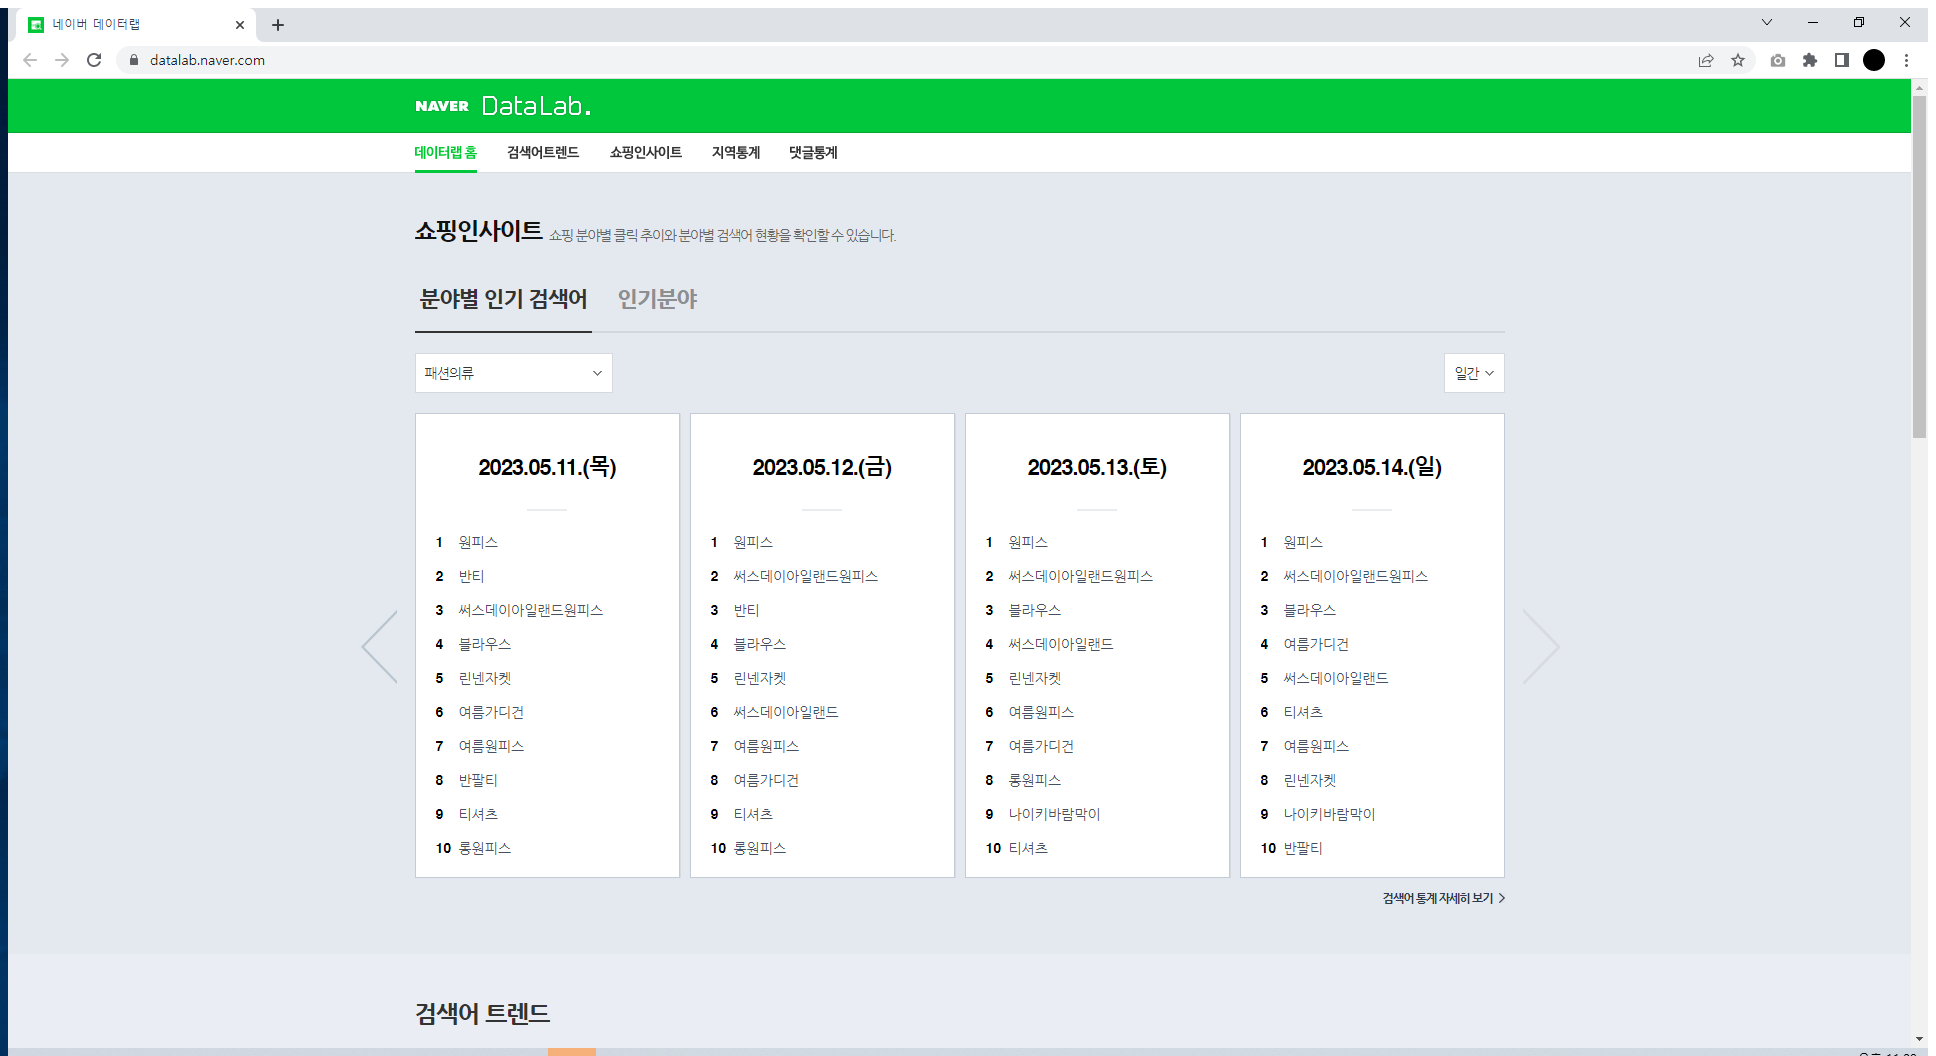 네이버 데이터랩
datalab.naver.com
NAVER DataLab.
데이터랩 홈 검색어트렌드 쇼핑인사이트 지역통계 댓글통계
쇼핑인사이트 쇼핑 분야별 클릭 추이와 분야별 검색어 현황을 확인할 수 있습니다.
분야별 인기 검색어 인기분야
패션의류 일간
2023.05.11.(목)
1 원피스
2 반티
3 써스데이아일랜드원피스
4 블라우스
5 린넨자켓
6 여름가디건
7 여름원피스
8 반팔티
9 티셔츠
10 롱원피스
2023.05.12.(금)
1 원피스
2 써스데이아일랜드원피스
3 반티
4 블라우스
5 린넨자켓
6 써스데이아일랜드
7 여름원피스
8 여름가디건
9 티셔츠
10 롱원피스
2023.05.13.(토)
1 원피스
2 써스데이아일랜드원피스
3 블라우스
4 써스데이아일랜드
5 린넨자켓
6 여름원피스
7 여름가디건
8 롱원피스
9 나이키바람막이
10 티셔츠
2023.05.14.(일)
1 원피스
2 써스데이아일랜드원피스
3 블라우스
4 여름가디건
5 써스데이아일랜드
6 티셔츠
7 여름원피스
8 린넨자켓
9 나이키바람막이
10 반팔티
검색어 통계 자세히 보기
검색어 트렌드